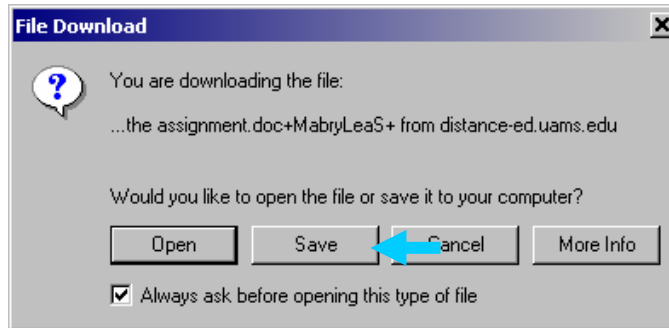 File Download
You are downloading the file:
...the assignment.doc+MabryLeaS+ from distance-ed.uams.edu
Would you like to open the file or save it to your computer?
Open Save Cancel More Info
Always ask before opening this type of file